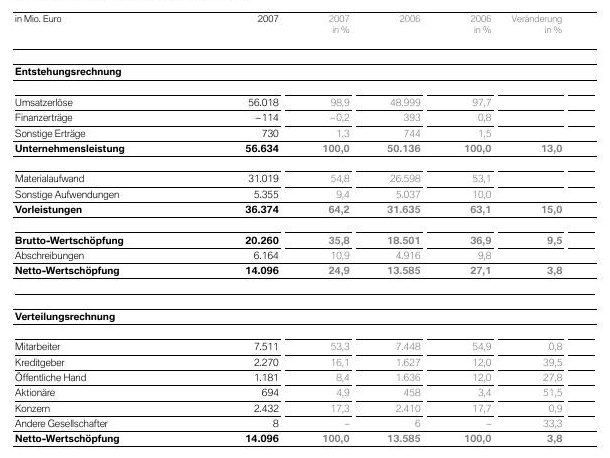 in Mio. Euro 2007 2007 in % 2006 2006 in % Veränderung in %
Entstehungsrechnung
Umsatzerlöse 56.018 98,9 48.999 97,7
Finanzerträge –114 –0,2 393 0,8
Sonstige Erträge 730 1,3 744 1,5
Unternehmensleistung 56.634 100,0 50.136 100,0 13,0
Materialaufwand 31.019 54,8 26.598 53,1
Sonstige Aufwendungen 5.355 9,4 5.037 10,0
Vorleistungen 36.374 64,2 31.635 63,1 15,0
Brutto-Wertschöpfung 20.260 35,8 18.501 36,9 9,5
Abschreibungen 6.164 10,9 4.916 9,8
Netto-Wertschöpfung 14.096 24,9 13.585 27,1 3,8
Verteilungsrechnung
Mitarbeiter 7.511 53,3 7.448 54,9 0,8
Kreditgeber 2.270 16,1 1.627 12,0 39,5
Öffentliche Hand 1.181 8,4 1.636 12,0 27,8
Aktionäre 694 4,9 458 3,4 51,5
Konzern 2.432 17,3 2.410 17,7 0,9
Andere Gesellschafter 8 – 6 – 33,3
Netto-Wertschöpfung 14.096 100,0 13.585 100,0 3,8